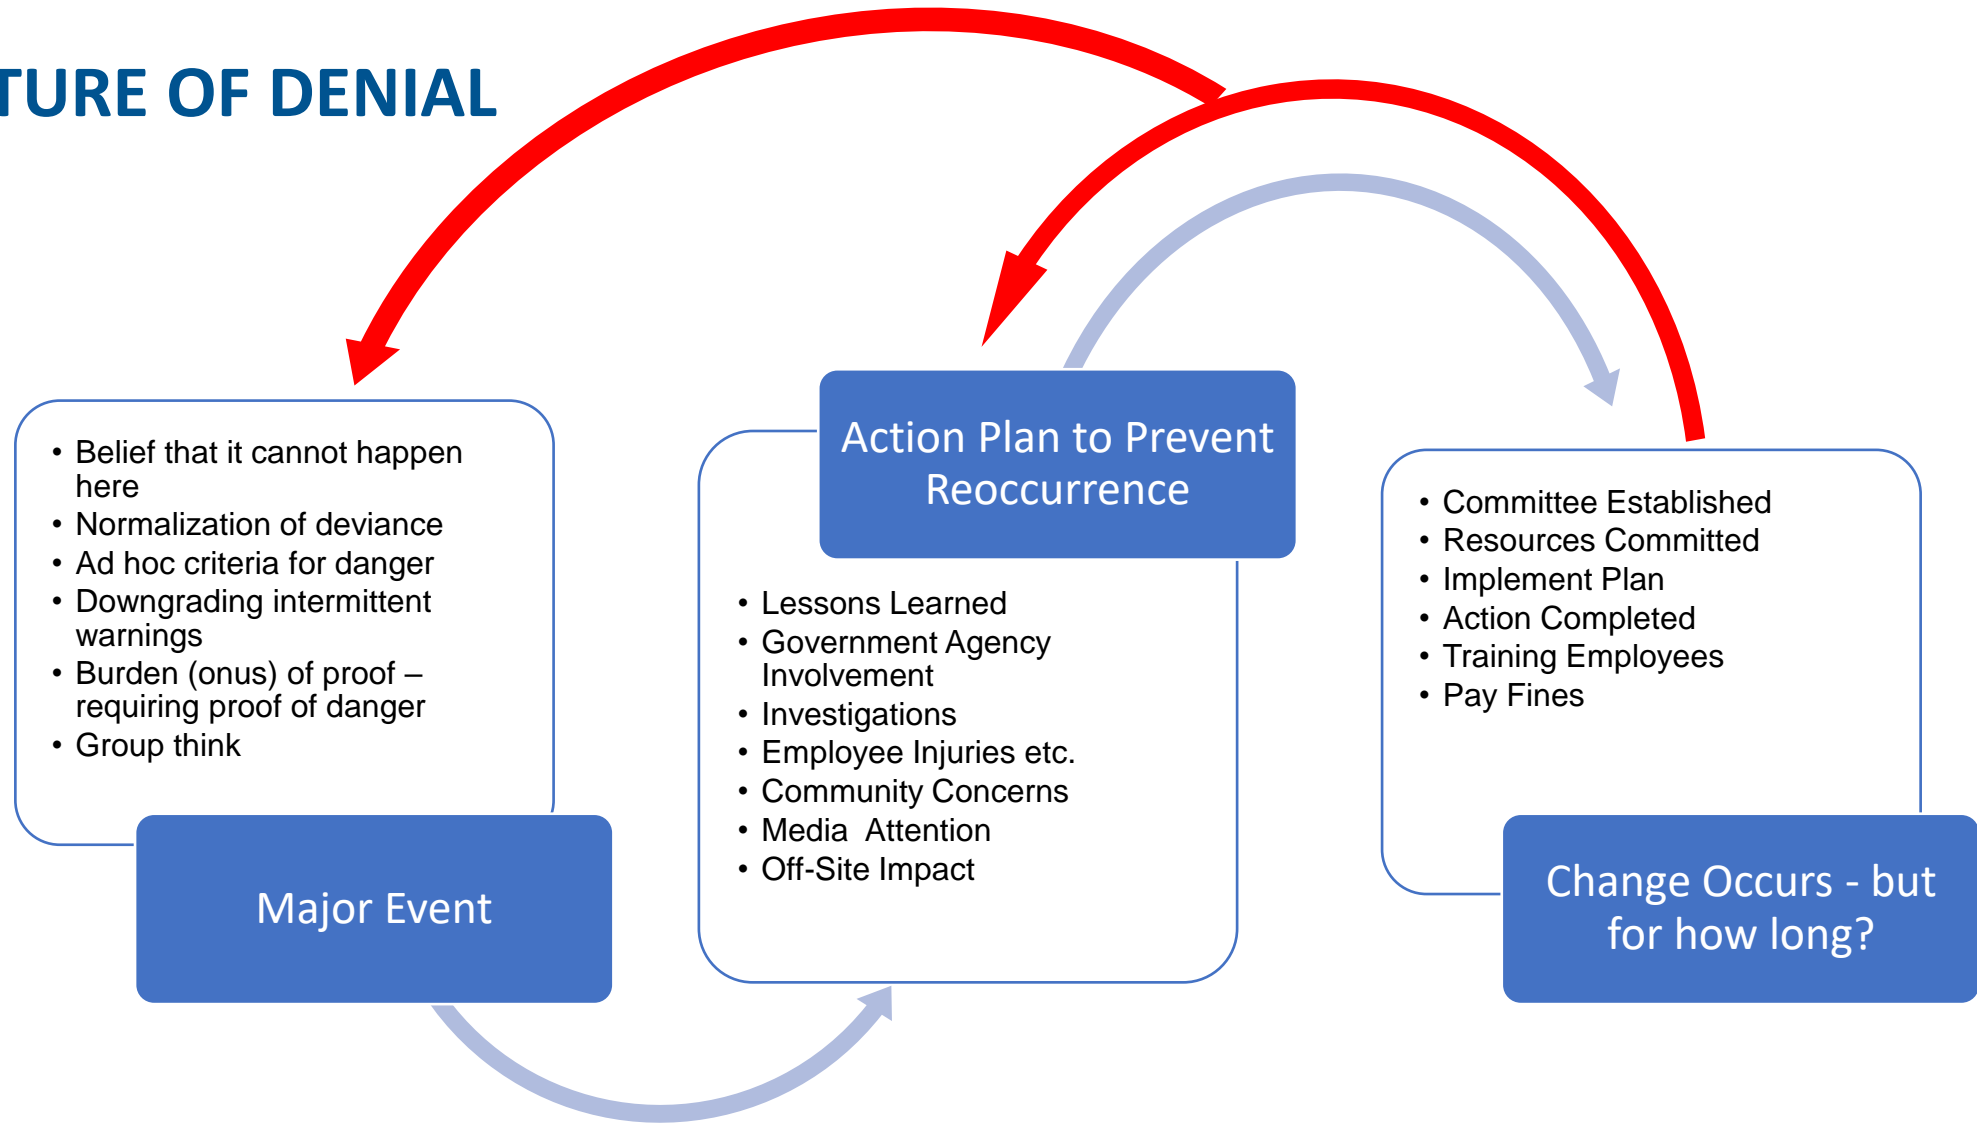 TURE OF DENIAL
• Belief that it cannot happen
here
• Normalization of deviance
• Ad hoc criteria for danger
• Downgrading intermittent
warnings
• Burden (onus) of proof –
requiring proof of danger
• Group think
Major Event
Action Plan to Prevent
Reoccurrence
• Lessons Learned
• Government Agency
Involvement
• Investigations
• Employee Injuries etc.
• Community Concerns
• Media  Attention
• Off-Site Impact
• Committee Established
• Resources Committed
• Implement Plan
• Action Completed
• Training Employees
• Pay Fines
Change Occurs - but
for how long?